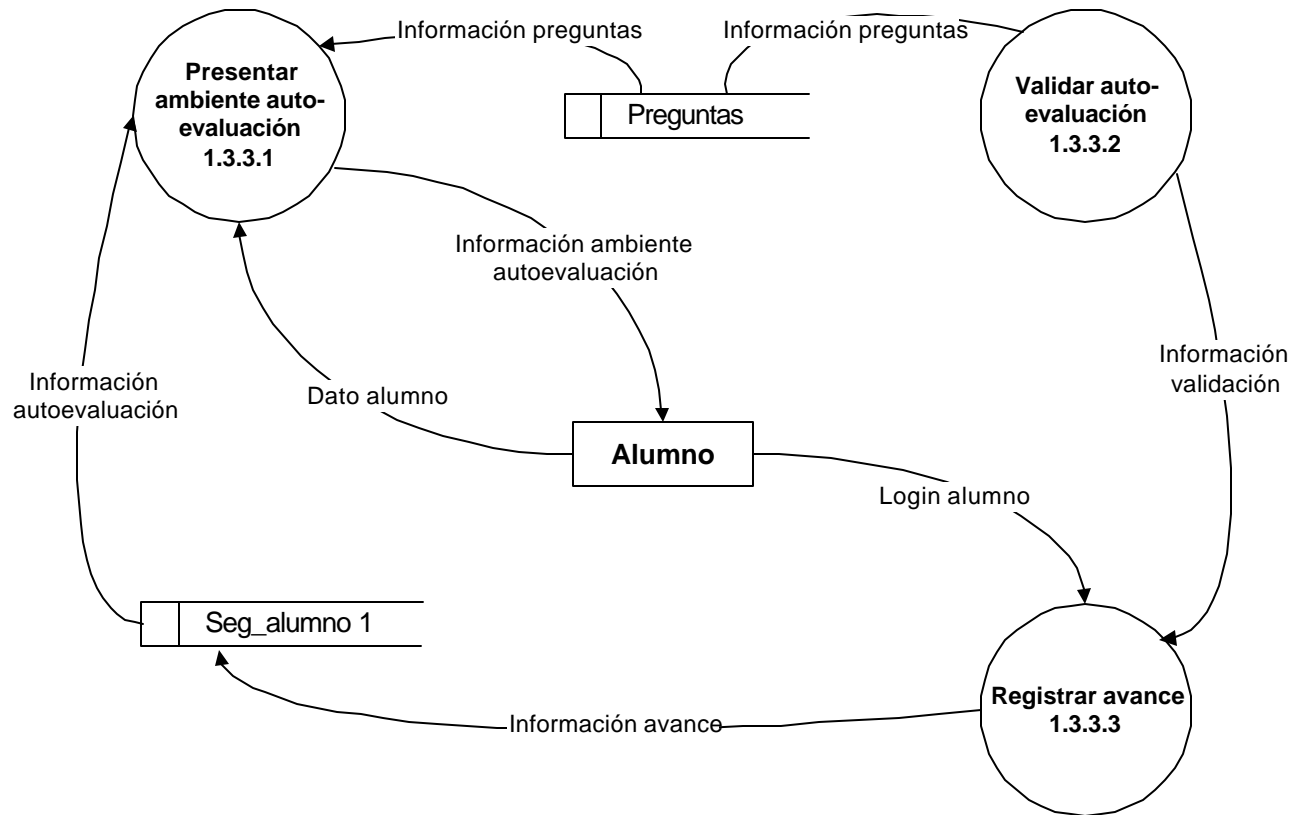 Información preguntas
Información preguntas
Presentar
ambiente auto-
evaluación
1.3.3.1
Preguntas
Validar auto-
evaluación
1.3.3.2
Información ambiente
autoevaluación
Información
validación
Información
autoevaluación
Dato alumno
Alumno
Login alumno
Seg_alumno 1
Registrar avance
1.3.3.3
Información avance